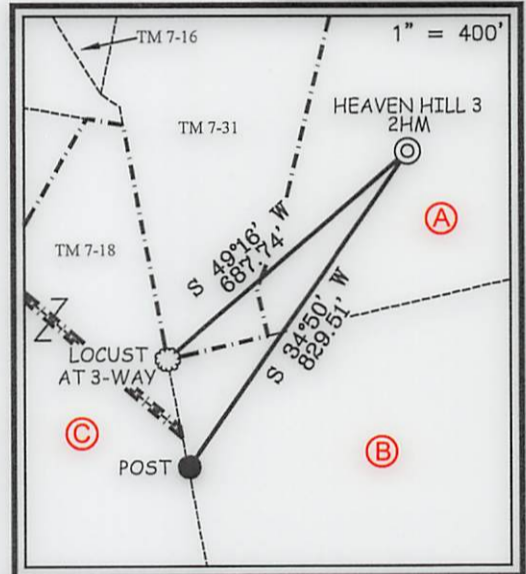 1" = 400'
TM 7-16
HEAVEN HILL 3
2HM
TM 7-31
A
S 49°16' W
687.74'
TM 7-18
S 34°50' W
829.51'
LOCUST
AT 3-WAY
C
B
POST